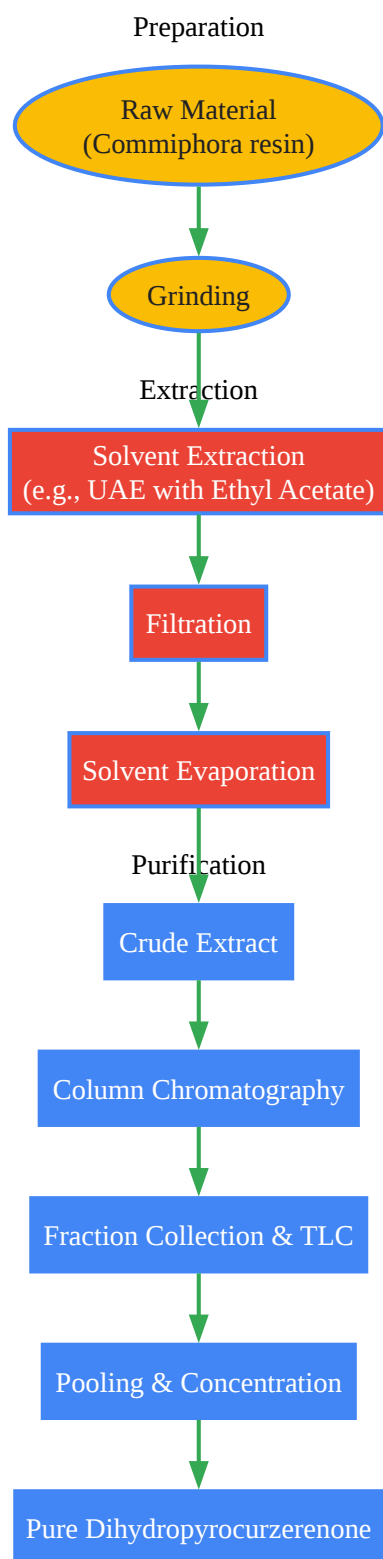 Preparation
Raw Material
(Commiphora resin)
Grinding
Extraction
Solvent Extraction
(e.g., UAE with Ethyl Acetate)
Filtration
Solvent Evaporation
Purification
Crude Extract
Column Chromatography
Fraction Collection & TLC
Pooling & Concentration
Pure Dihydropyrocurzerenone